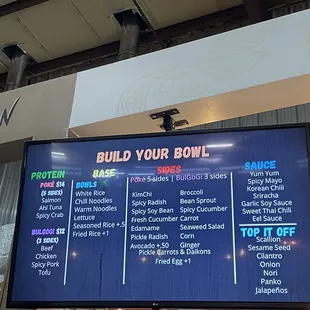 BUILD YOUR BOWL
PROTEIN
POKÉ $14
(5 SIDES)
Salmon
Ahi Tuna
Spicy Crab
BULGOGI $12
(3 SIDES)
Beef
Chicken
Spicy Pork
Tofu
BASE
BOWLS
White Rice
Chill Noodles
Warm Noodles
Lettuce
Seasoned Rice +.50
Fried Rice +1
SIDES
Poké 5 sides
BulGoGi 3 sides
KimChi
Spicy Radish
Spicy Soy Bean
Fresh Cucumber
Edamame
Pickle Radish
Avocado +.50
Broccoli
Bean Sprout
Spicy Cucumber
Carrot
Seaweed Salad
Corn
Ginger
Pickle Carrots & Daikons
Fried Egg +1
SAUCE
Yum Yum
Spicy Mayo
Korean Chili
Sriracha
Garlic Soy Sauce
Sweet Thai Chili
Eel Sauce
TOP IT OFF
Scallion
Sesame Seed
Cilantro
Onion
Nori
Panko
Jalapeños
LG